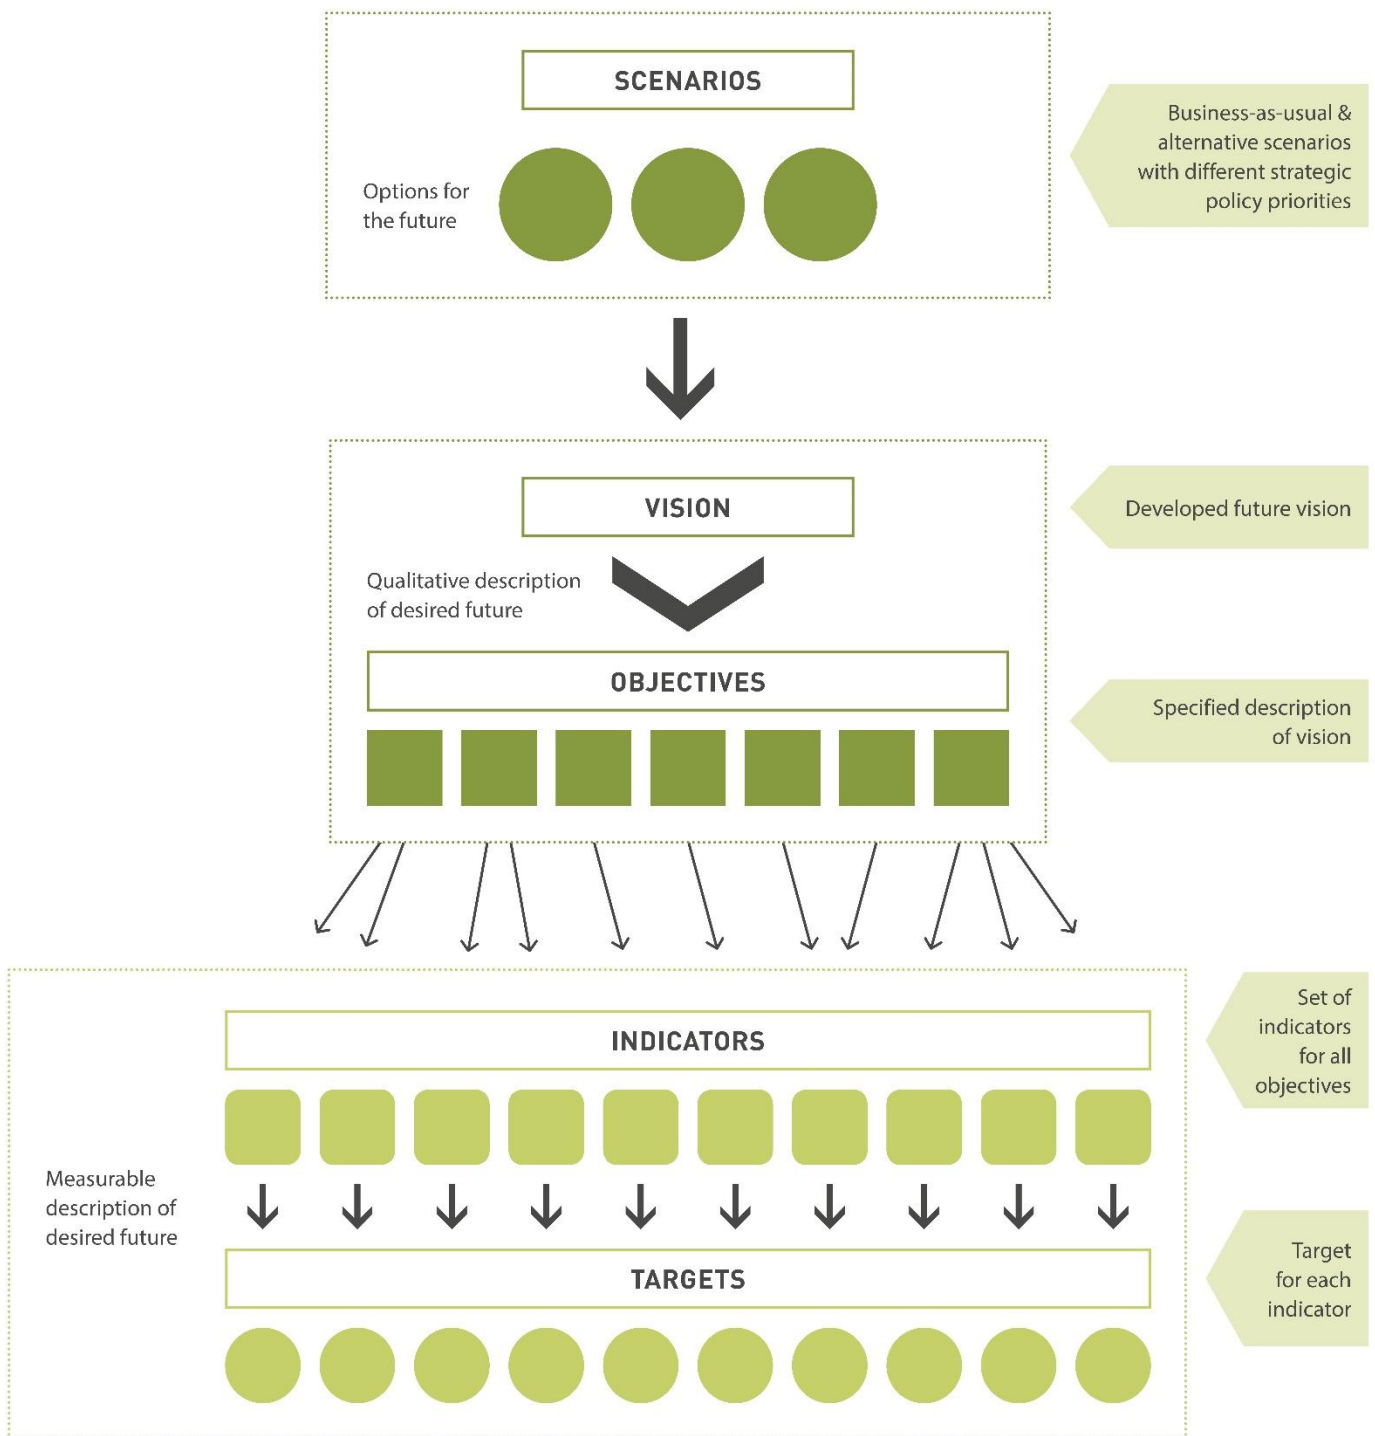 SCENARIOS
Options for
the future
Business-as-usual &
alternative scenarios
with different strategic
policy priorities
VISION
Developed future vision
Qualitative description
of desired future
OBJECTIVES
Specified description
of vision
INDICATORS
Set of
indicators
for all
objectives
Measurable
description of
desired future
TARGETS
Target
for each
indicator